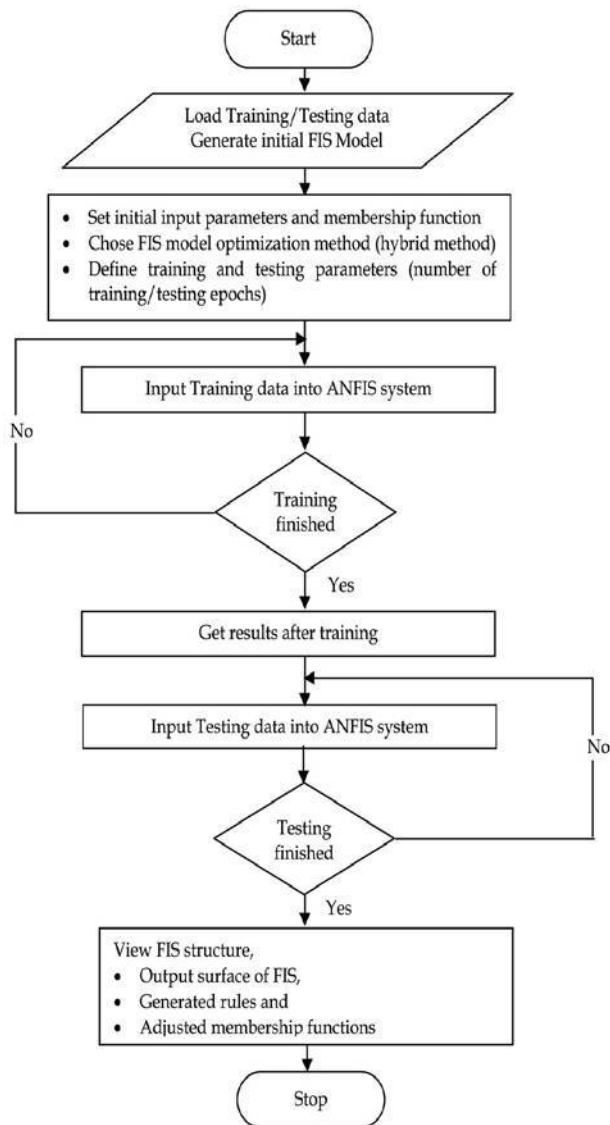 Start
Load Training/Testing data
Generate initial FIS Model
• Set initial input parameters and membership function
• Chose FIS model optimization method (hybrid method)
• Define training and testing parameters (number of
training/testing epochs)
Input Training data into ANFIS system
No
Training
finished
Yes
Get results after training
Input Testing data into ANFIS system
No
Testing
finished
Yes
View FIS structure,
• Output surface of FIS,
• Generated rules and
• Adjusted membership functions
Stop